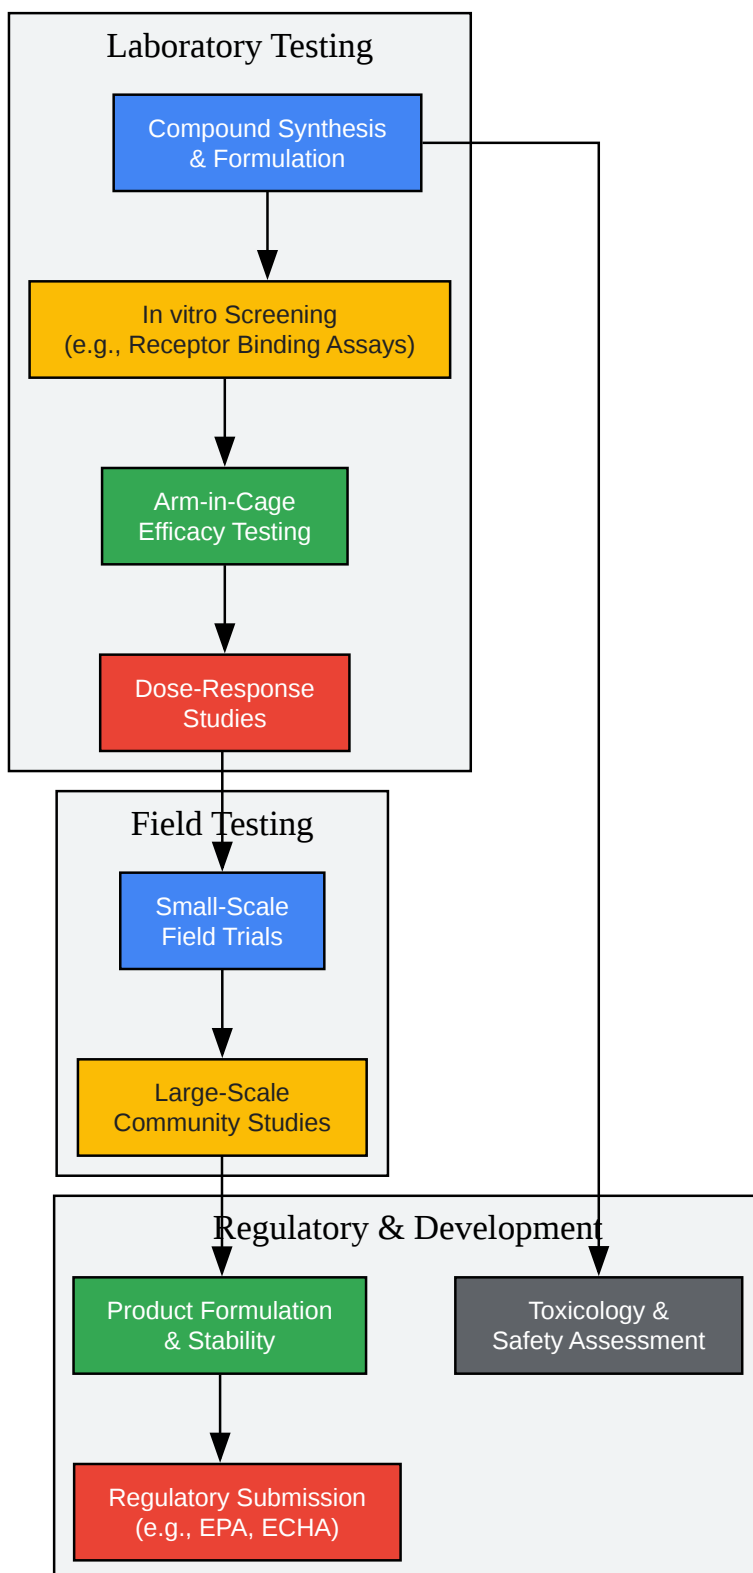 Laboratory Testing
Compound Synthesis
& Formulation
In vitro Screening
(e.g., Receptor Binding Assays)
Arm-in-Cage
Efficacy Testing
Dose-Response
Studies
Field Testing
Small-Scale
Field Trials
Large-Scale
Community Studies
Regulatory & Development
Product Formulation
& Stability
Toxicology &
Safety Assessment
Regulatory Submission
(e.g., EPA, ECHA)